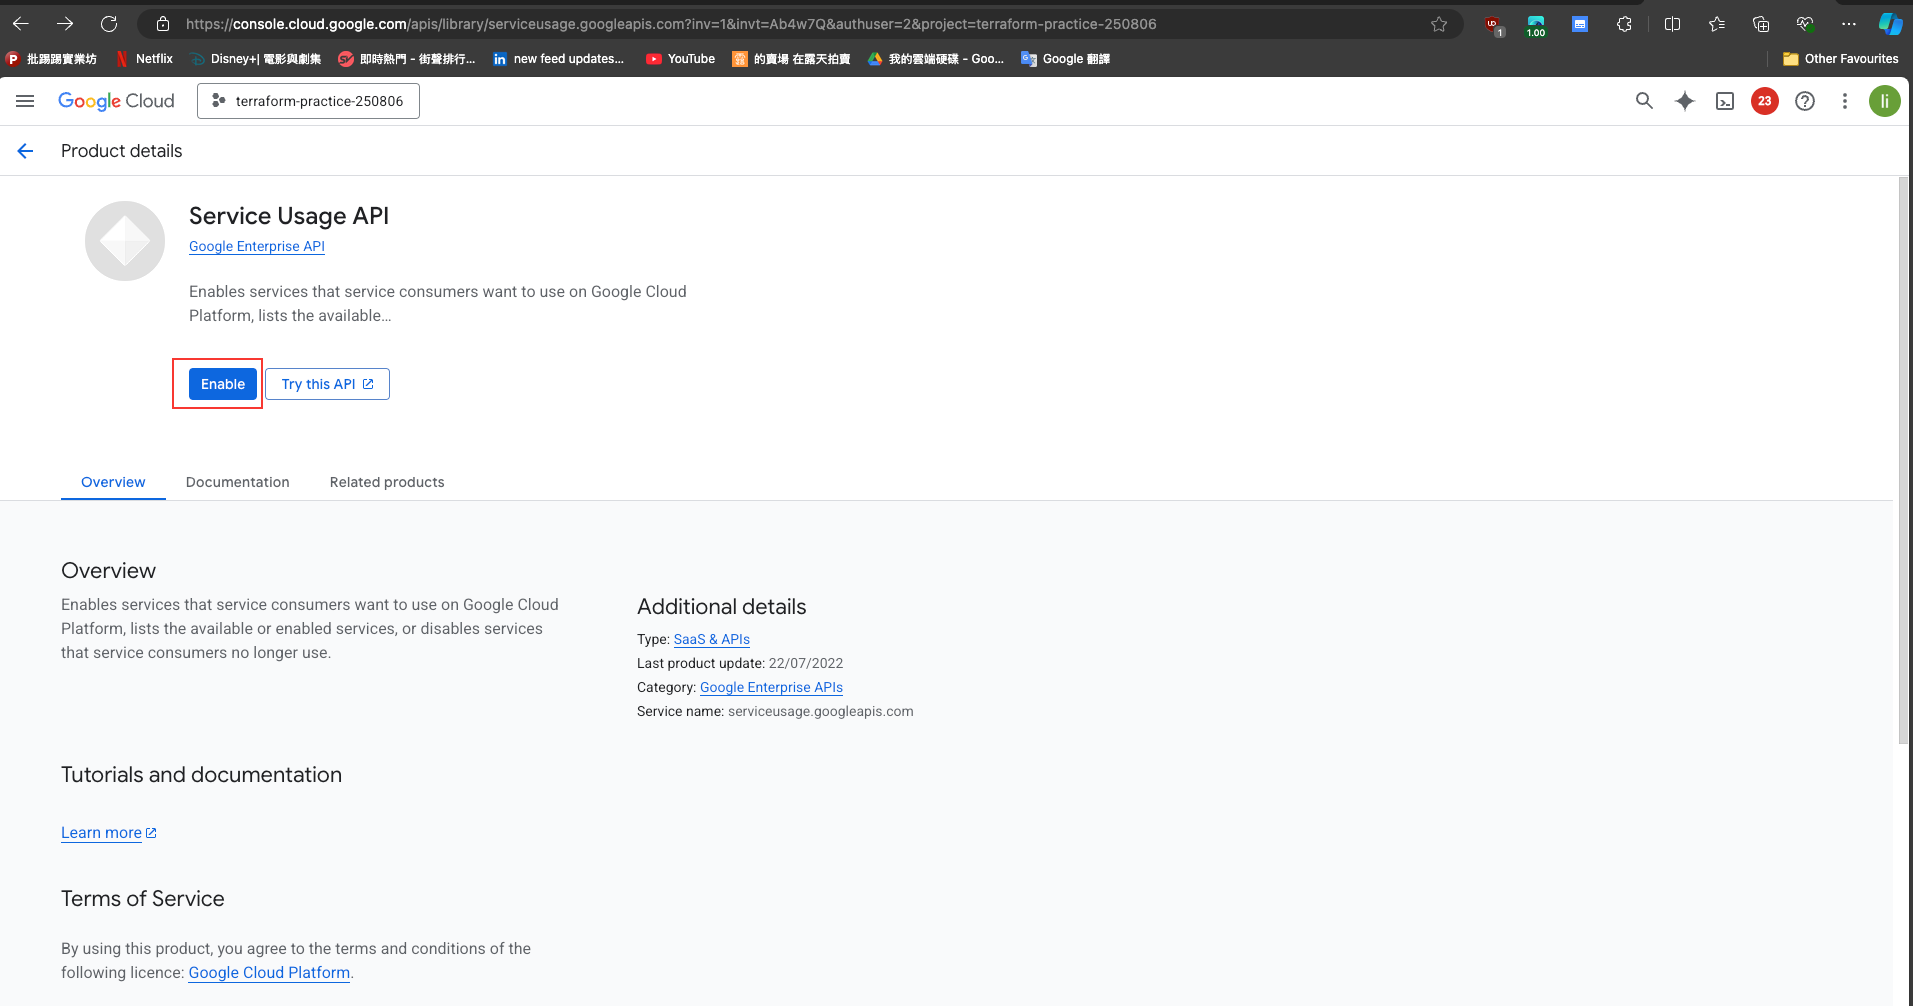 https://console.cloud.google.com/apis/library/serviceusage.googleapis.com?inv=1&invt=Ab4w7Q&authuser=2&project=terraform-practice-250806
1
1.00
批踢踢實業坊
Netflix
Disney+| 電影與劇集
即時熱門 - 街聲排行...
new feed updates...
YouTube
的賣場 在露天拍賣
我的雲端硬碟 - Goo...
Google 翻譯
Other Favourites
Google Cloud
terraform-practice-250806
23
li
Product details
Service Usage API
Google Enterprise API
Enables services that service consumers want to use on Google Cloud
Platform, lists the available...
Enable
Try this API
Overview
Documentation
Related products
Overview
Enables services that service consumers want to use on Google Cloud
Platform, lists the available or enabled services, or disables services
that service consumers no longer use.
Additional details
Type: SaaS & APIs
Last product update: 22/07/2022
Category: Google Enterprise APIs
Service name: serviceusage.googleapis.com
Tutorials and documentation
Learn more
Terms of Service
By using this product, you agree to the terms and conditions of the
following licence: Google Cloud Platform.